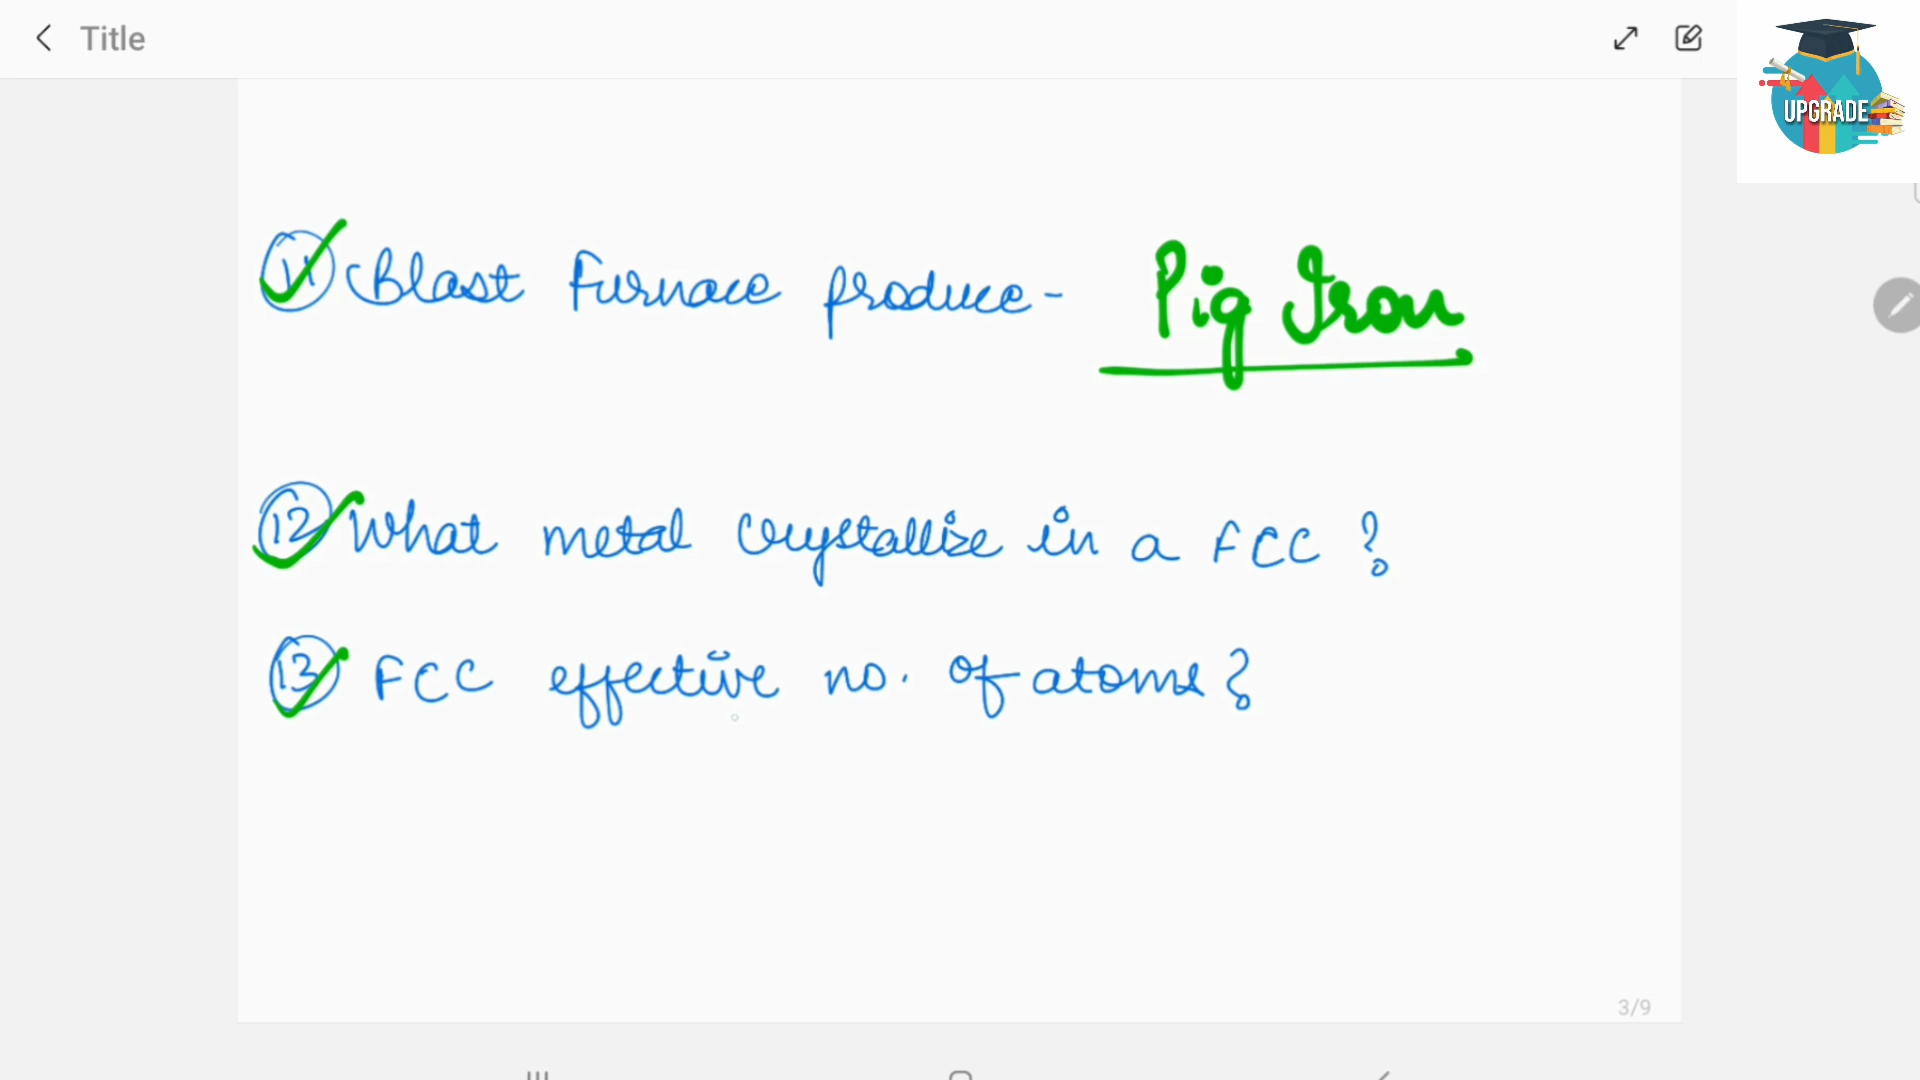 Title
UPGRADE
11 Blast Furnace produce - Pig Iron
12 What metal crystallise in a FCC ?
13 FCC effective no. of atoms ?
3/9